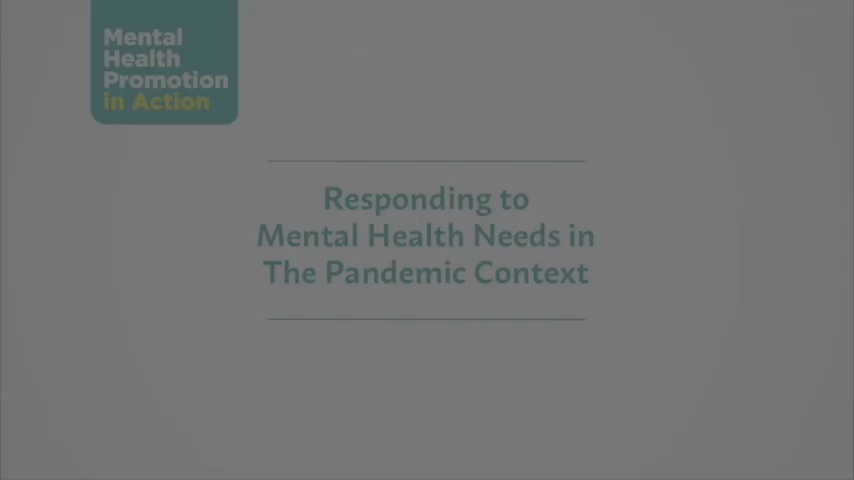 Mental
Health
Promotion
in Action
Responding to
Mental Health Needs in
The Pandemic Context